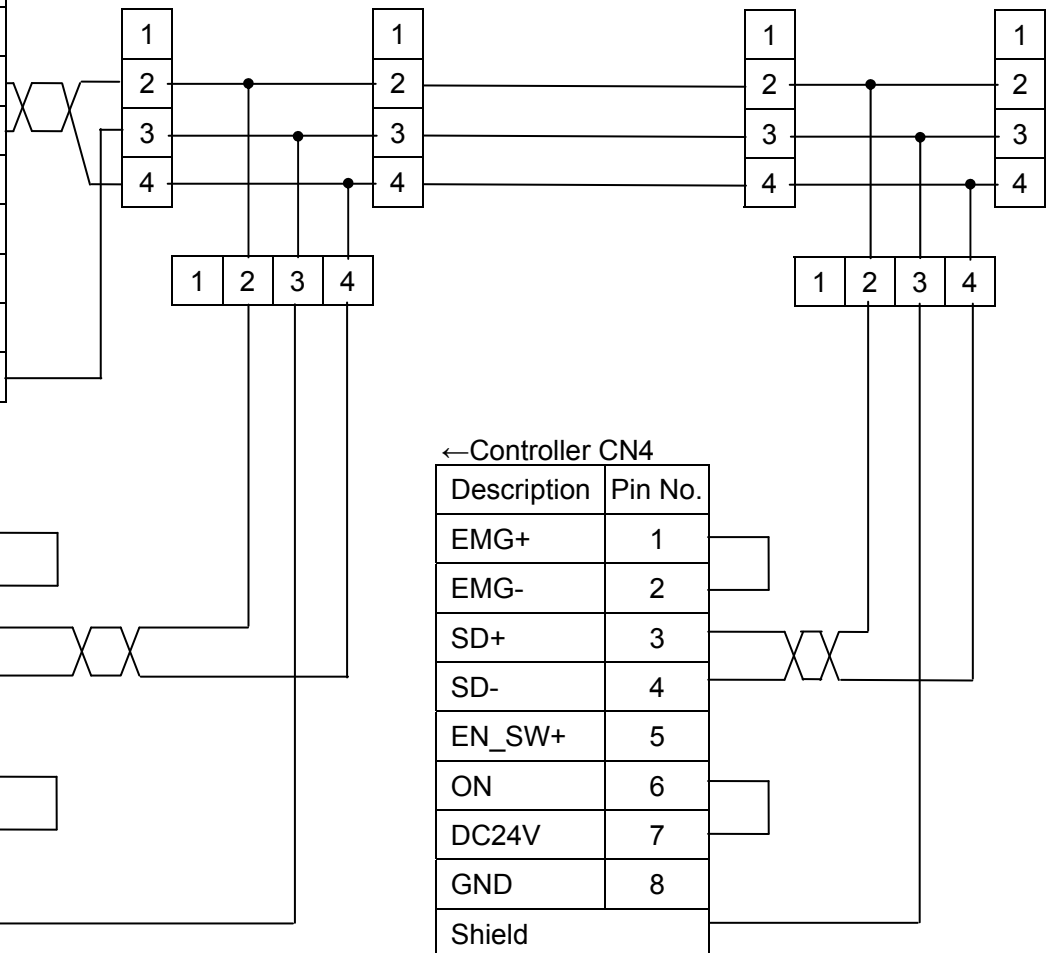 1 1 1 1
2 2 2 2
3 3 3 3
4 4 4 4
1 2 3 4 1 2 3 4
←Controller CN4
Description Pin No.
EMG+ 1
EMG- 2
SD+ 3
SD- 4
EN_SW+ 5
ON 6
DC24V 7
GND 8
Shield